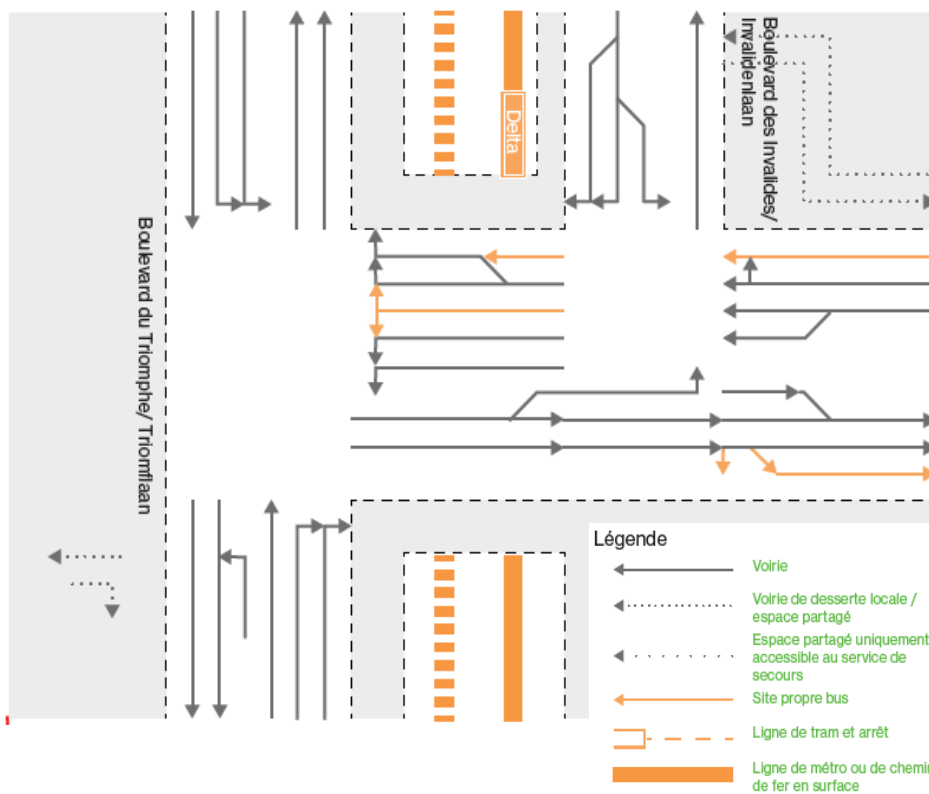 Boulevard des Invalides/
Invalidenlaan
Delta
Boulevard du Triomphe/ Triomflaan
Légende
Voirie
Voirie de desserte locale /
espace partagé
Espace partagé uniquement
accessible au service de
secours
Site propre bus
Ligne de tram et arrêt
Ligne de métro ou de chemin
de fer en surface